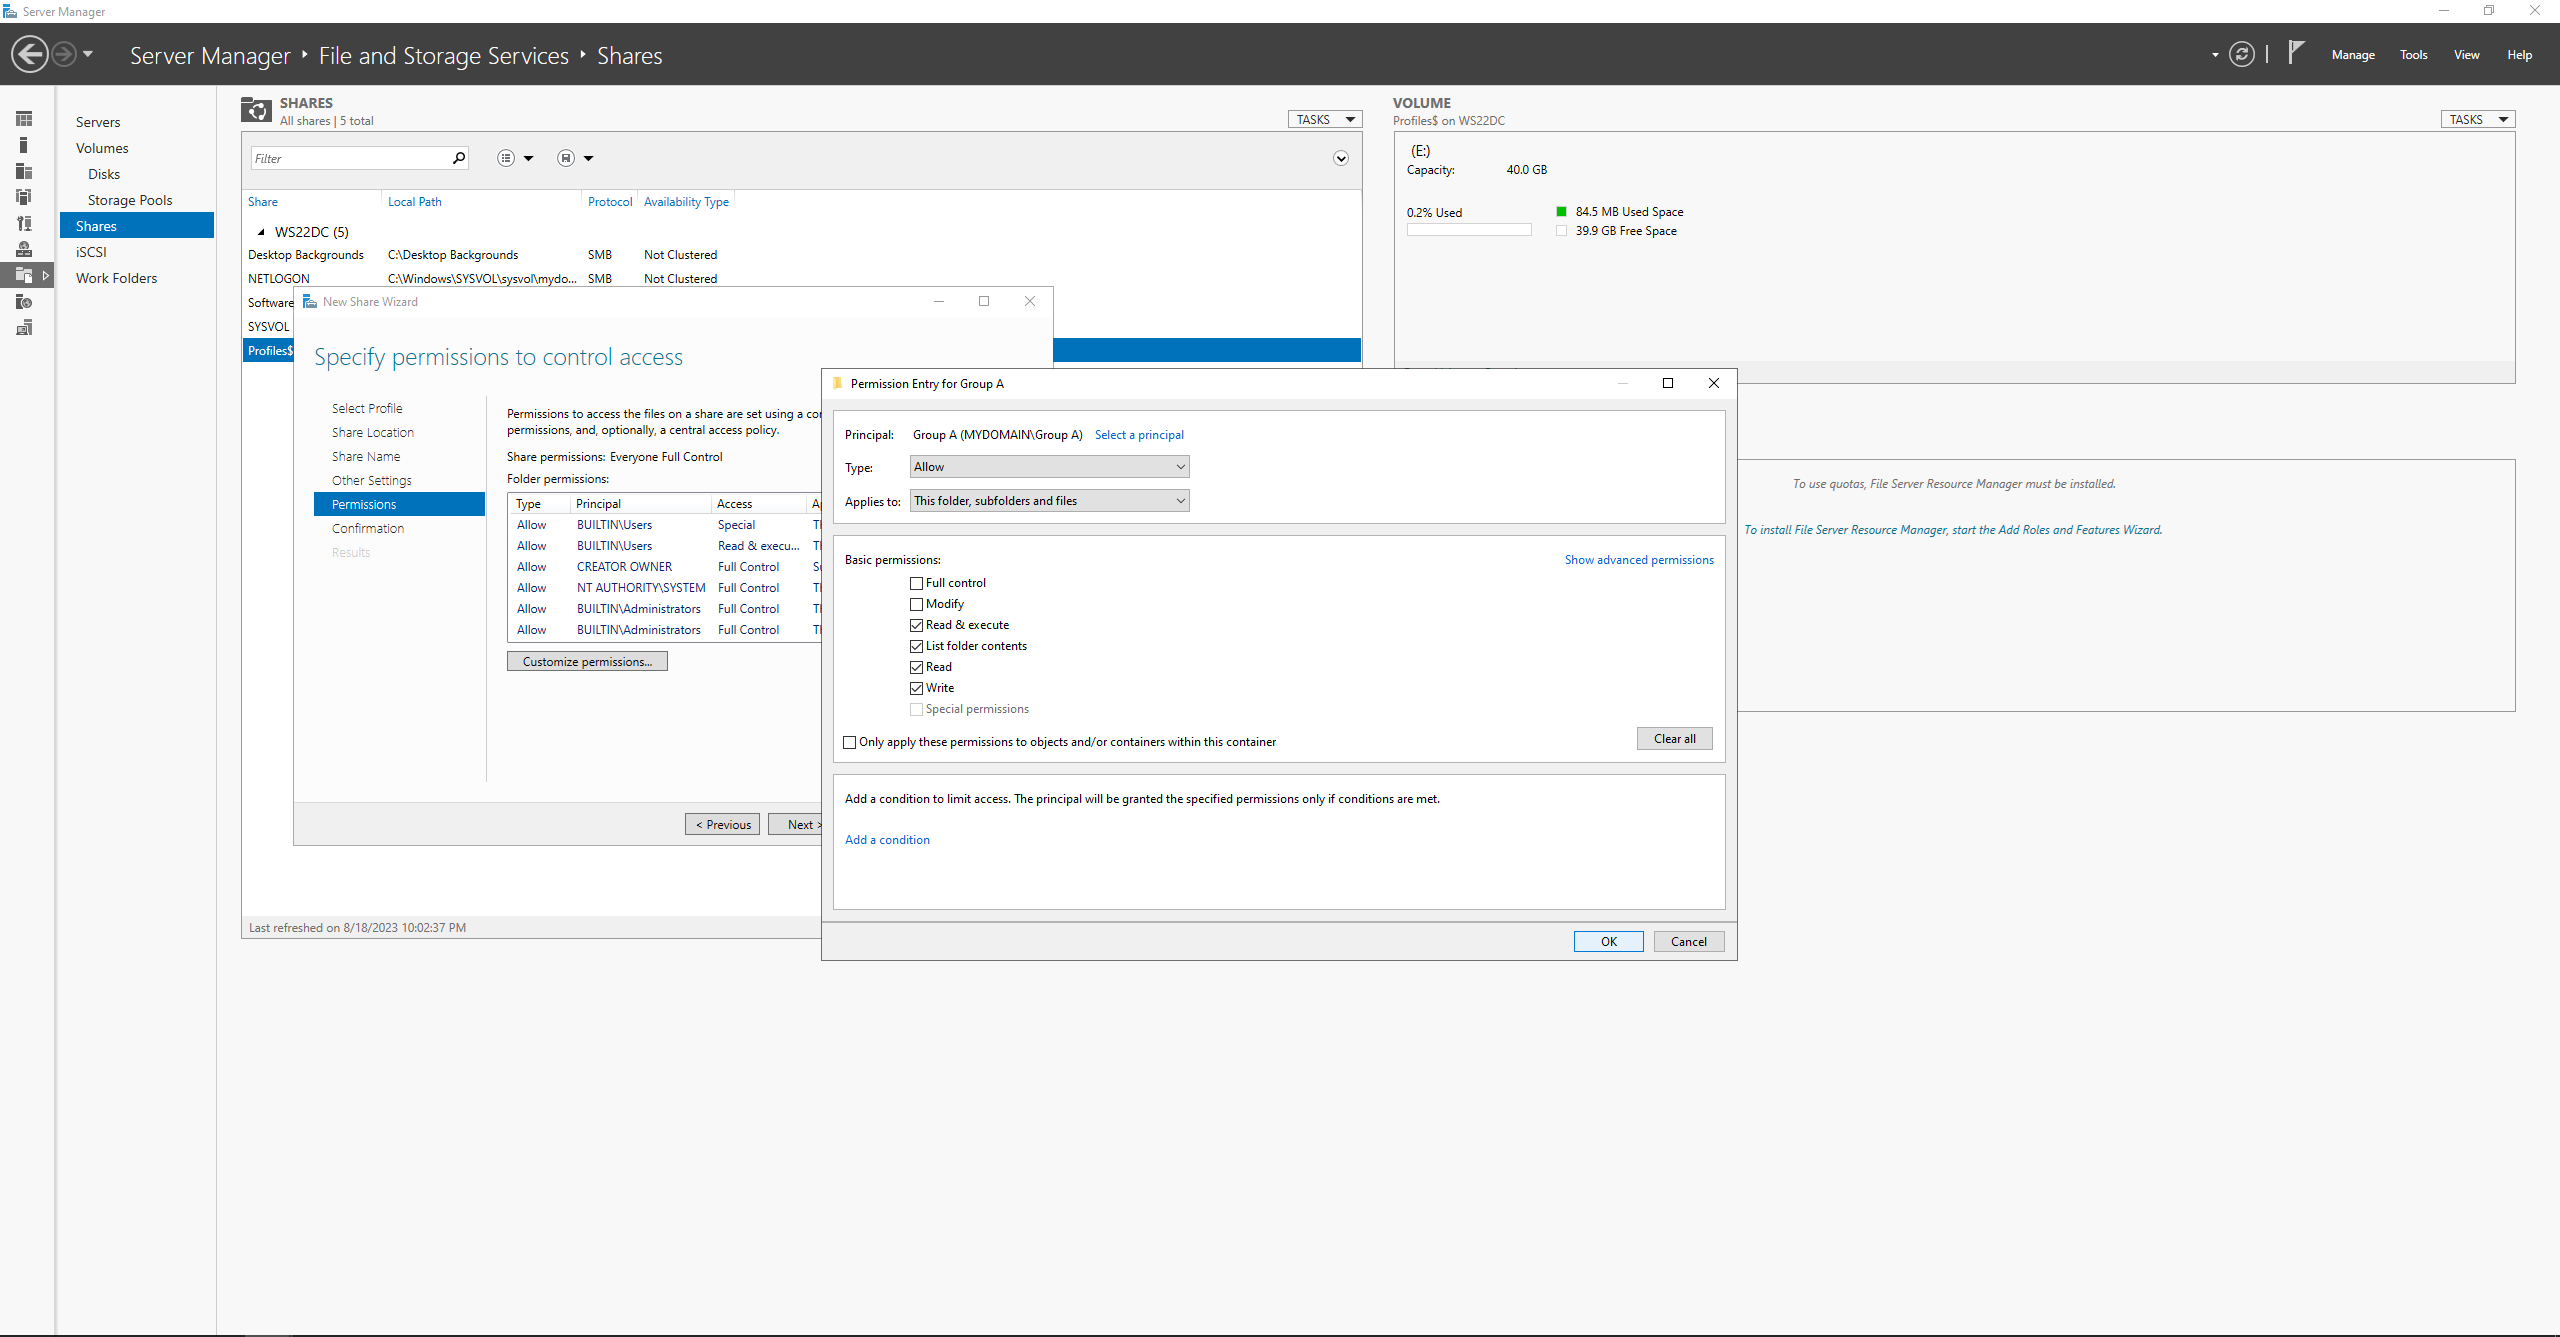 Server Manager
Server Manager ‣ File and Storage Services ‣ Shares
Manage Tools View Help
Servers
Volumes
Disks
Storage Pools
Shares
iSCSI
Work Folders
SHARES
All shares | 5 total
TASKS
Filter
Share Local Path Protocol Availability Type
WS22DC (5)
Desktop Backgrounds C:\Desktop Backgrounds SMB Not Clustered
NETLOGON C:\Windows\SYSVOL\sysvol\mydo... SMB Not Clustered
Software
SYSVOL
Profiles$
Last refreshed on 8/18/2023 10:02:37 PM
VOLUME
Profiles$ on WS22DC
TASKS
(E:)
Capacity: 40.0 GB
0.2% Used
84.5 MB Used Space
39.9 GB Free Space
To use quotas, File Server Resource Manager must be installed.
To install File Server Resource Manager, start the Add Roles and Features Wizard.
New Share Wizard
Specify permissions to control access
Select Profile
Share Location
Share Name
Other Settings
Permissions
Confirmation
Results
Permissions to access the files on a share are set using a
permissions, and, optionally, a central access policy.
Share permissions: Everyone Full Control
Folder permissions:
Type Principal Access
Allow BUILTIN\Users Special
Allow BUILTIN\Users Read & execu...
Allow CREATOR OWNER Full Control
Allow NT AUTHORITY\SYSTEM Full Control
Allow BUILTIN\Administrators Full Control
Allow BUILTIN\Administrators Full Control
Customize permissions...
< Previous
Next >
Permission Entry for Group A
Principal: Group A (MYDOMAIN\Group A) Select a principal
Type: Allow
Applies to: This folder, subfolders and files
Basic permissions:
Show advanced permissions
Full control
Modify
Read & execute
List folder contents
Read
Write
Special permissions
Only apply these permissions to objects and/or containers within this container
Clear all
Add a condition to limit access. The principal will be granted the specified permissions only if conditions are met.
Add a condition
OK
Cancel